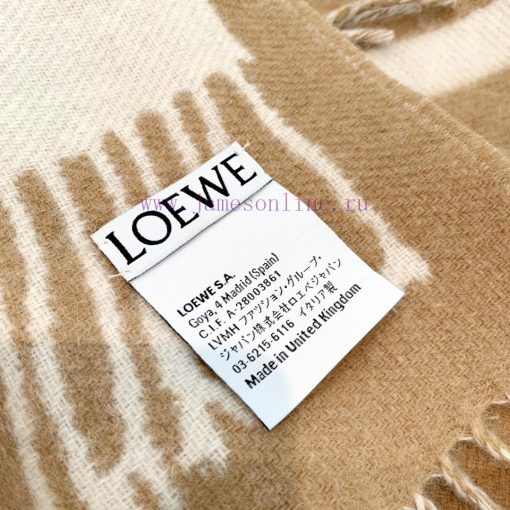 LOEWE
www.jamesonline.ru
LOEWE S.A.
Goya, 4 Madrid (Spain)
C.I.F. A-28003861
LVMH ファッション・グループ・
ジャパン株式会社ロエベジャパン
03-6215-6116 イタリア製
Made in United Kingdom